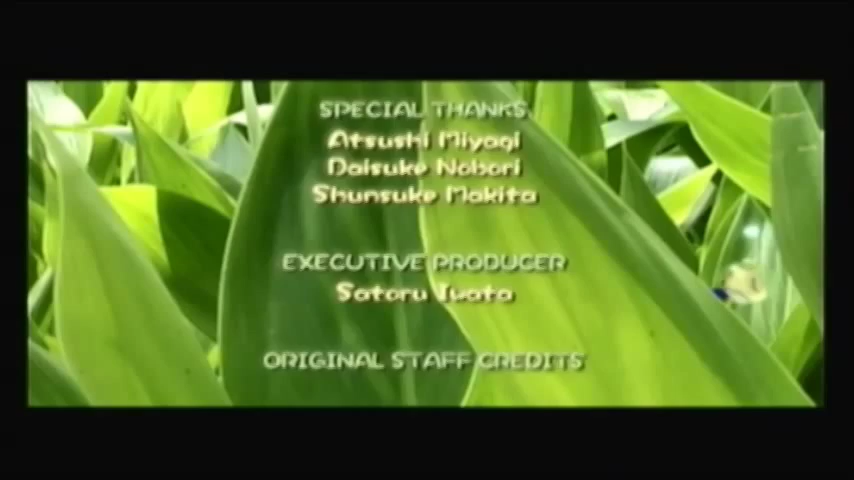 SPECIAL THANKS
Atsushi Miyagi
Daisuke Nobori
Shunsuke Makita
EXECUTIVE PRODUCER
Satoru Iwata
ORIGINAL STAFF CREDITS